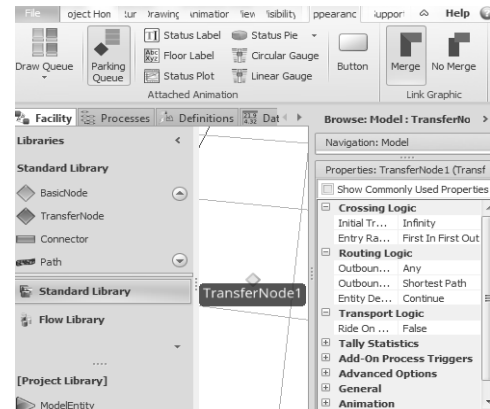 File oject Hon tur rawing nimatio iew isibility ppearanc uppor Help
Draw Queue
Parking Queue
Status Label
Floor Label
Status Plot
Status Pie
Circular Gauge
Linear Gauge
Attached Animation
Button
Merge
No Merge
Link Graphic
Facility Processes Definitions Dat
Libraries
Standard Library
BasicNode
TransferNode
Connector
Path
Standard Library
Flow Library
[Project Library]
ModelEntity
TransferNode1
Browse: Model : TransferNo
Navigation: Model
Properties: TransferNode1 (Transf
Show Commonly Used Properties
Crossing Logic
Initial Tr... Infinity
Entry Ra... First In First Out
Routing Logic
Outboun... Any
Outboun... Shortest Path
Entity De... Continue
Transport Logic
Ride On ... False
Tally Statistics
Add-On Process Triggers
Advanced Options
General
Animation